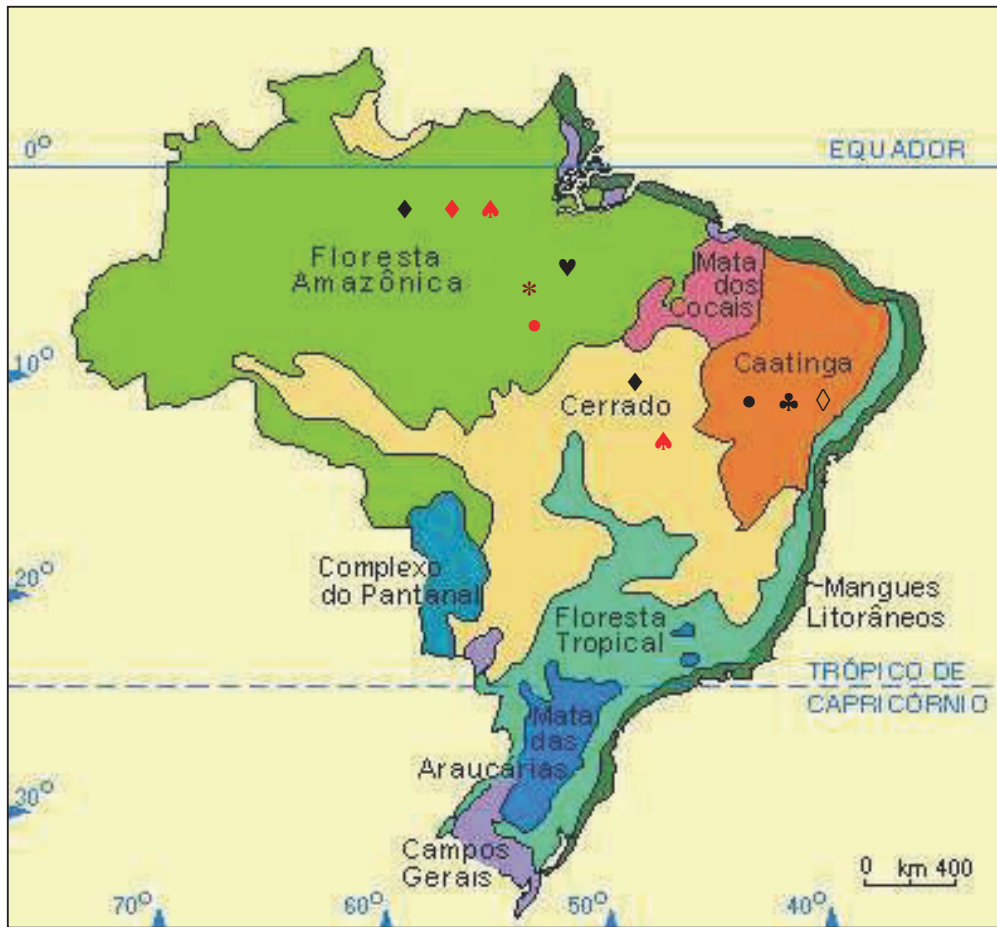 0°
EQUADOR
Floresta
Amazônica
Mata
dos
Cocais
10°
Caatinga
Cerrado
20°
Complexo
do Pantanal
Mangues
Litorâneos
Floresta
Tropical
TRÓPICO DE
CAPRICÓRNIO
Mata
das
Araucarias
30°
Campos
Gerais
0 km 400
70°
60°
50°
40°